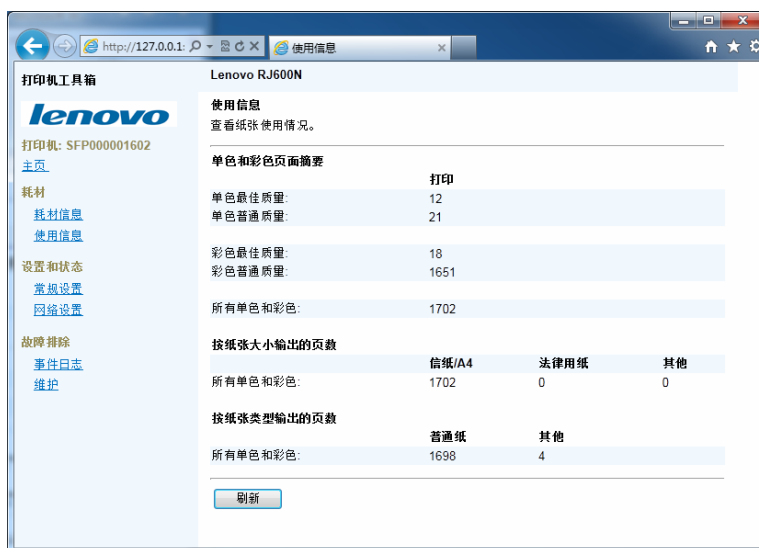 http://127.0.0.1:
使用信息
打印机工具箱
Lenovo RJ600N
lenovo
使用信息
查看纸张使用情况。
打印机: SFP000001602
主页
单色和彩色页面摘要
打印
耗材
单色最佳质量: 12
耗材信息
单色普通质量: 21
使用信息
彩色最佳质量: 18
设置和状态
彩色普通质量: 1651
常规设置
网络设置
所有单色和彩色: 1702
故障排除
按纸张大小输出的页数
事件日志
信纸/A4 法律用纸 其他
维护
所有单色和彩色: 1702 0 0
按纸张类型输出的页数
普通纸 其他
所有单色和彩色: 1698 4
刷新